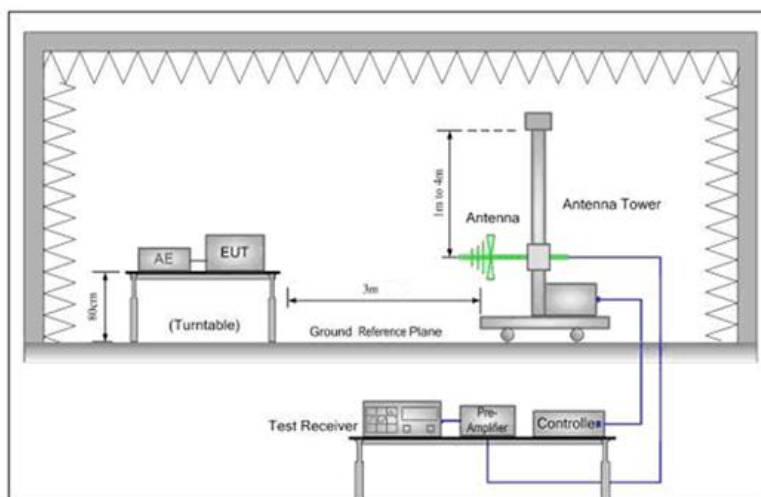 1m to 4m
Antenna
Antenna Tower
AE
EUT
80cm
3m
(Turntable)
Ground Reference Plane
Test Receiver
Pre-
Amplifier
Controller